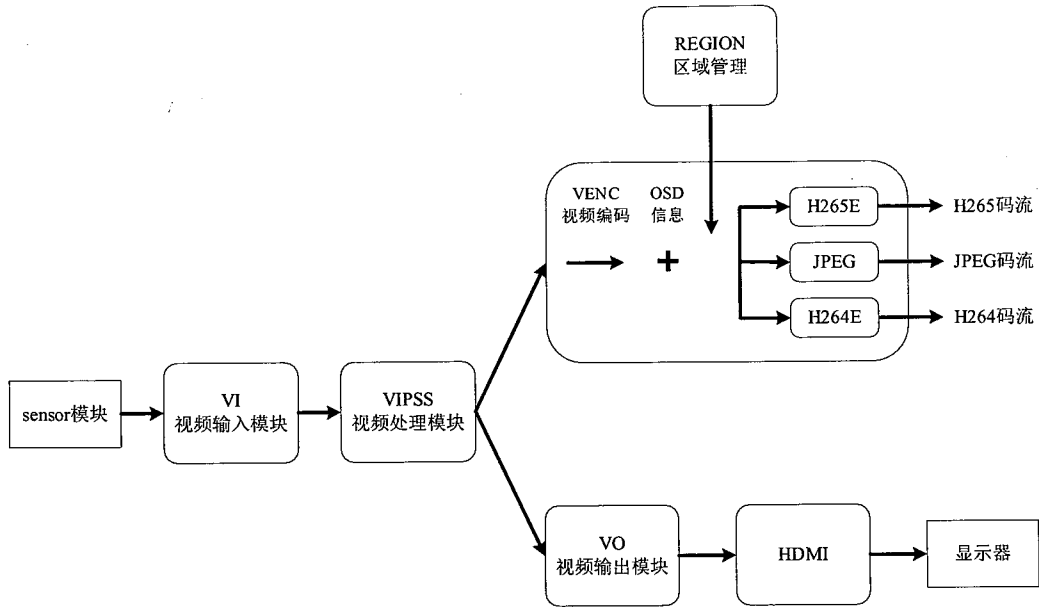 REGION
区域管理
VENC
视频编码
OSD
信息
H265E
H265码流
JPEG
JPEG码流
H264E
H264码流
sensor模块
VI
视频输入模块
VIPSS
视频处理模块
VO
视频输出模块
HDMI
显示器